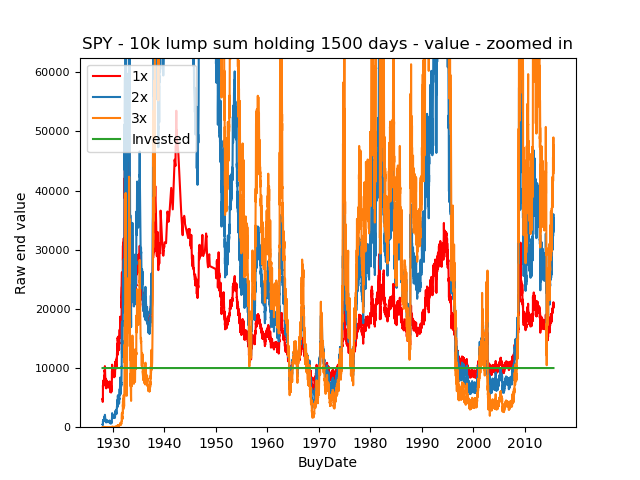 SPY - 10k lump sum holding 1500 days - value - zoomed in
1x
2x
3x
Invested
60000
50000
40000
30000
20000
10000
0
Raw end value
1930 1940 1950 1960 1970 1980 1990 2000 2010
BuyDate